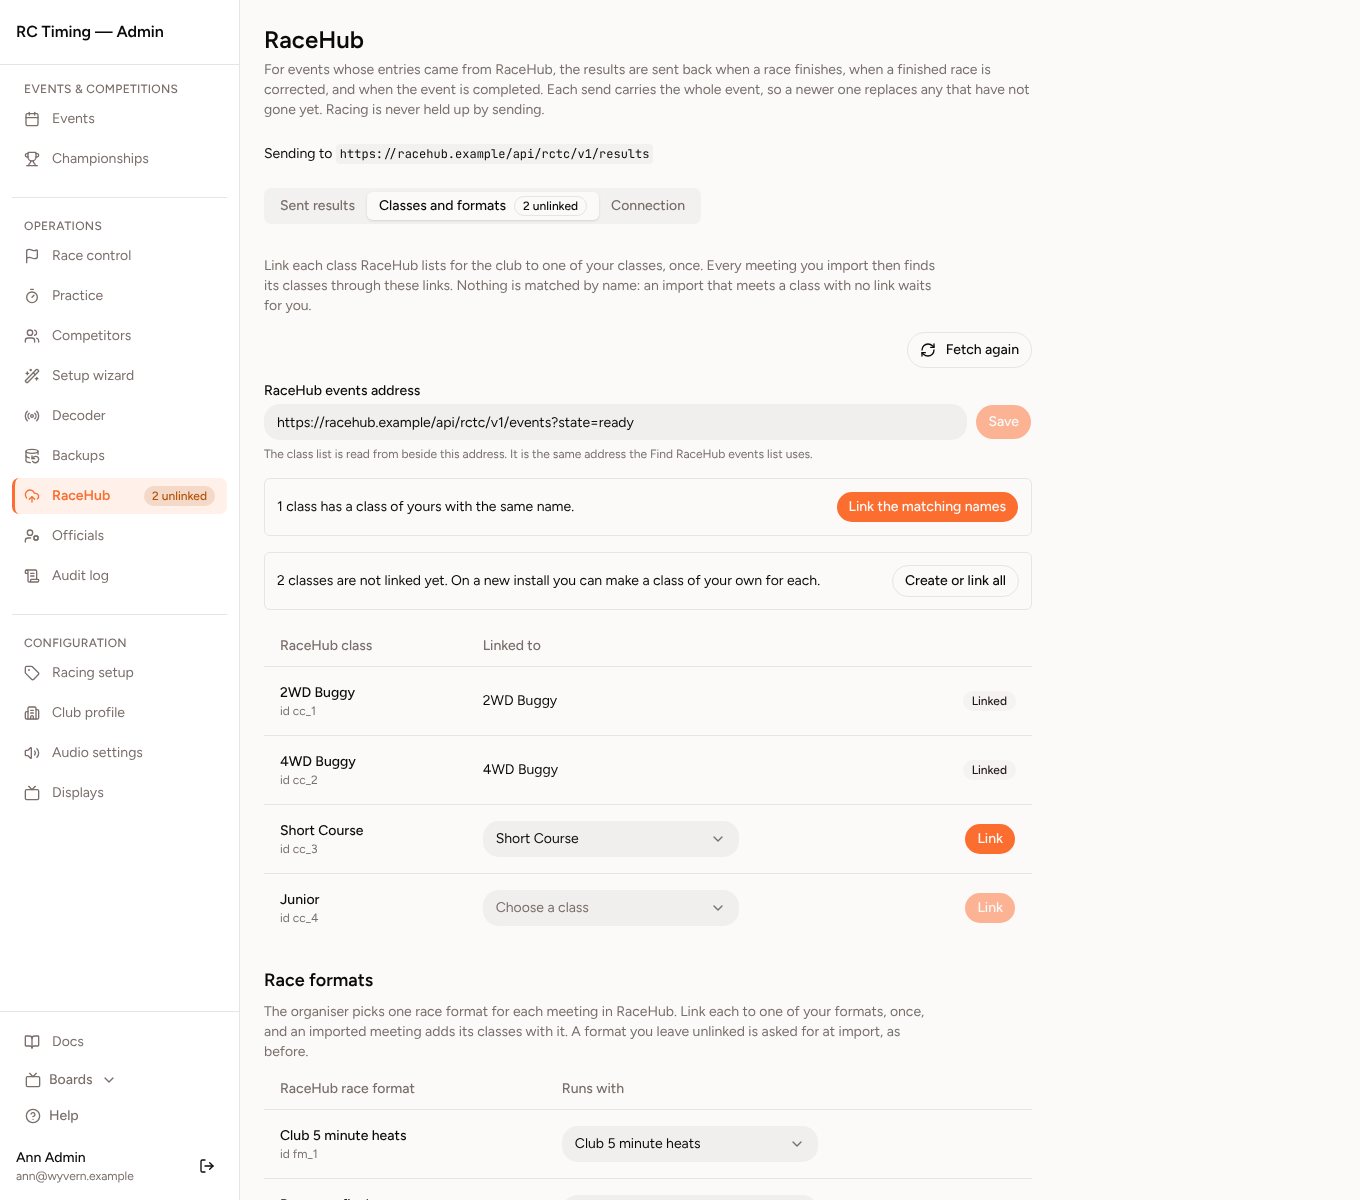 RC Timing — Admin
EVENTS & COMPETITIONS
Events
Championships
OPERATIONS
Race control
Practice
Competitors
Setup wizard
Decoder
Backups
RaceHub 2 unlinked
Officials
Audit log
CONFIGURATION
Racing setup
Club profile
Audio settings
Displays
Docs
Boards
Help
Ann Admin
ann@wyvern.example
RaceHub
For events whose entries came from RaceHub, the results are sent back when a race finishes, when a finished race is
corrected, and when the event is completed. Each send carries the whole event, so a newer one replaces any that have not
gone yet. Racing is never held up by sending.
Sending to https://racehub.example/api/rctc/v1/results
Sent results Classes and formats 2 unlinked Connection
Link each class RaceHub lists for the club to one of your classes, once. Every meeting you import then finds
its classes through these links. Nothing is matched by name: an import that meets a class with no link waits
for you.
Fetch again
RaceHub events address
https://racehub.example/api/rctc/v1/events?state=ready Save
The class list is read from beside this address. It is the same address the Find RaceHub events list uses.
1 class has a class of yours with the same name. Link the matching names
2 classes are not linked yet. On a new install you can make a class of your own for each. Create or link all
RaceHub class Linked to
2WD Buggy
id cc_1
2WD Buggy Linked
4WD Buggy
id cc_2
4WD Buggy Linked
Short Course
id cc_3
Short Course Link
Junior
id cc_4
Choose a class Link
Race formats
The organiser picks one race format for each meeting in RaceHub. Link each to one of your formats, once,
and an imported meeting adds its classes with it. A format you leave unlinked is asked for at import, as
before.
RaceHub race format Runs with
Club 5 minute heats
id fm_1
Club 5 minute heats